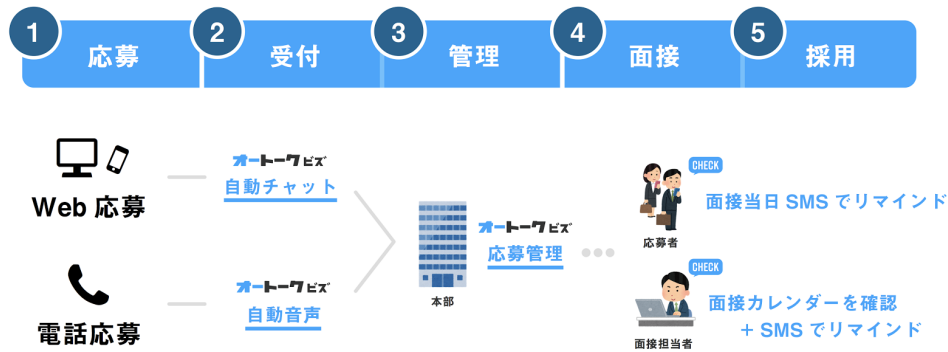 1 応募
2 受付
3 管理
4 面接
5 採用
Web 応募
オートークビズ
自動チャット
電話応募
オートークビズ
自動音声
本部
オートークビズ
応募管理
CHECK
応募者
面接当日 SMS でリマインド
CHECK
面接担当者
面接カレンダーを確認
+ SMS でリマインド